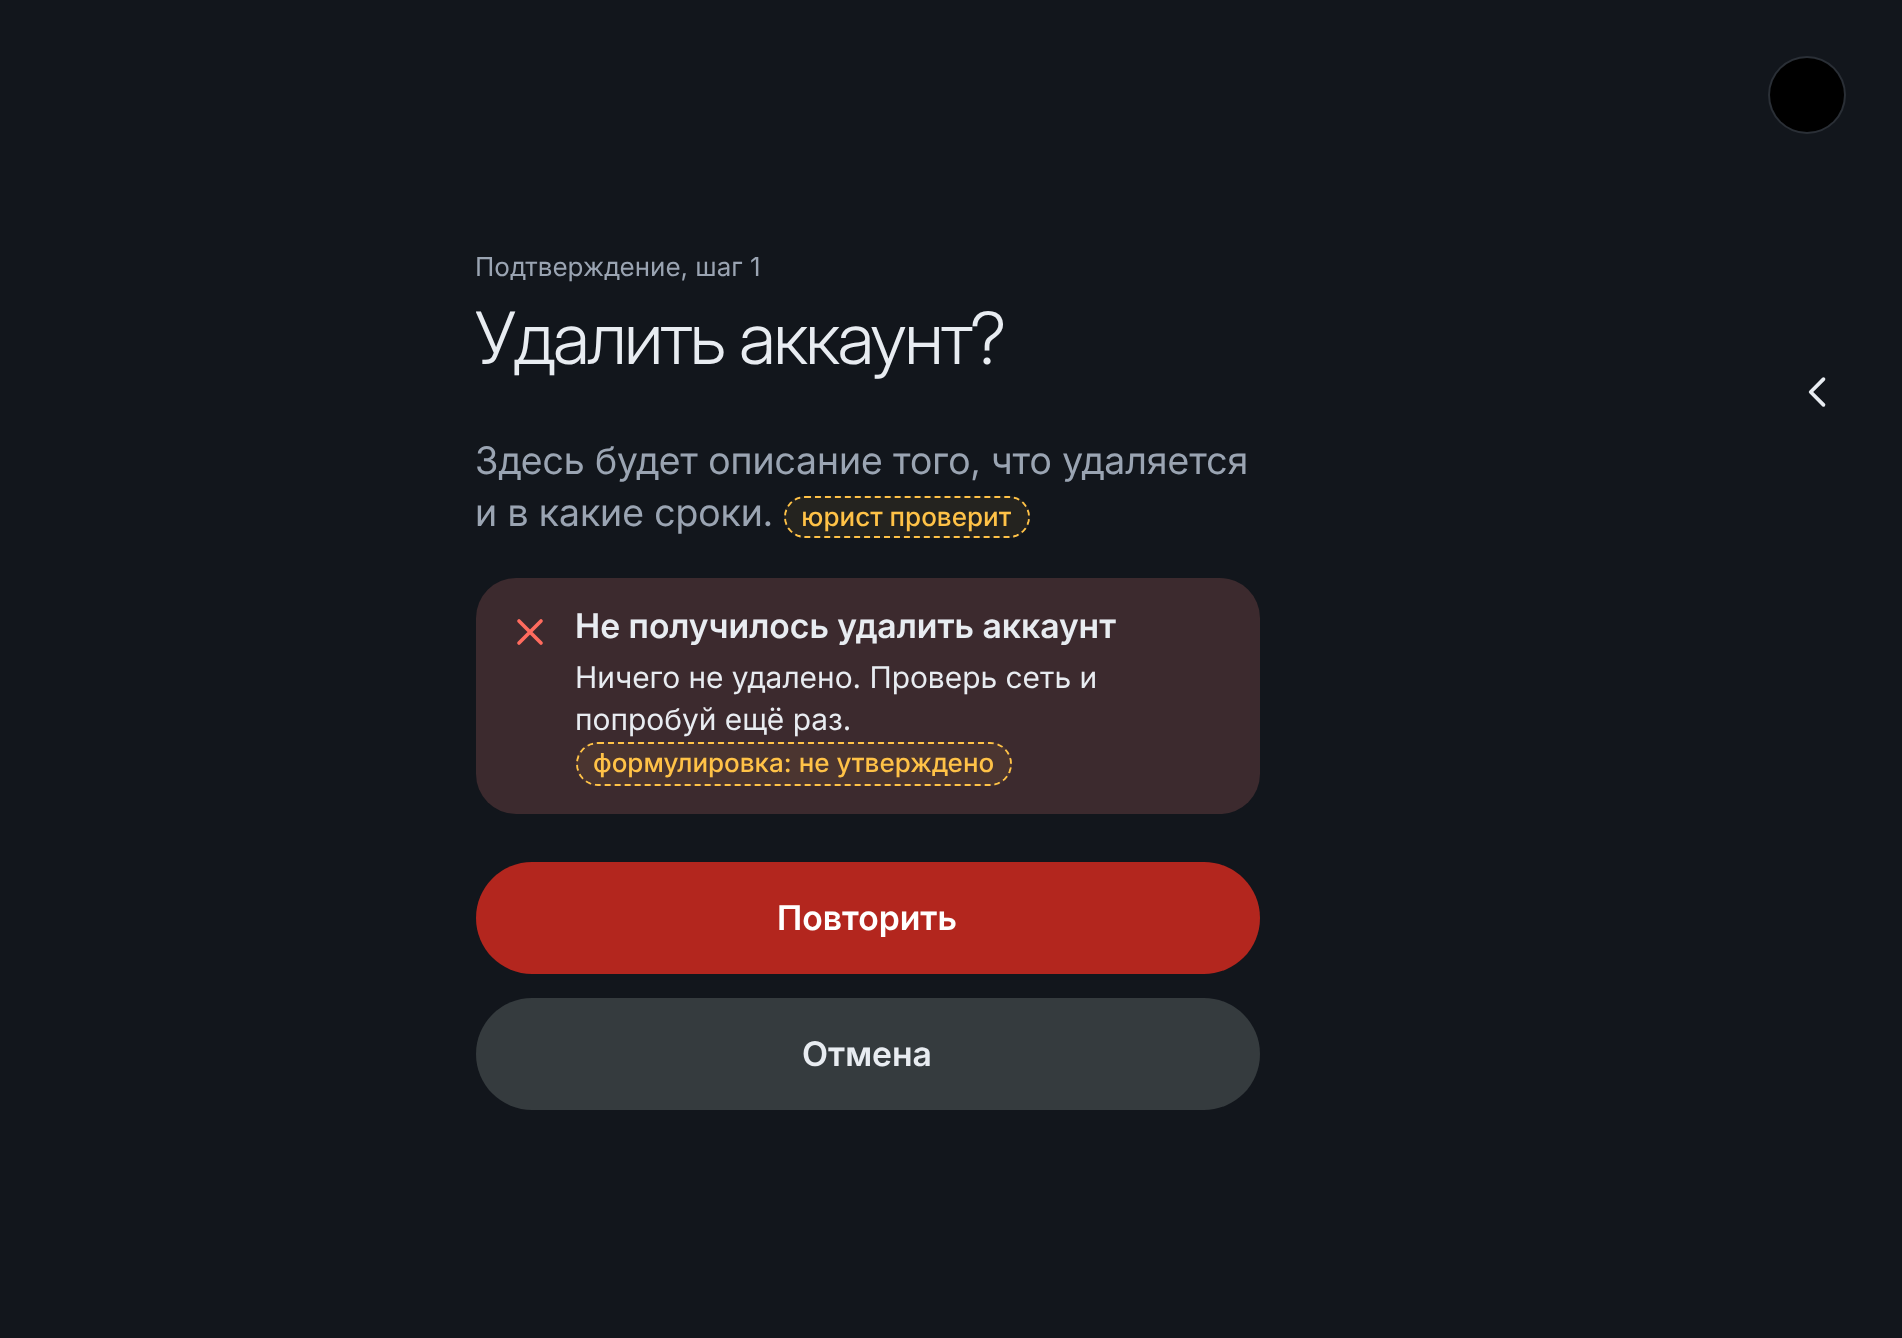 Подтверждение, шаг 1
Удалить аккаунт?
Здесь будет описание того, что удаляется
и в какие сроки. юрист проверит
Не получилось удалить аккаунт
Ничего не удалено. Проверь сеть и
попробуй ещё раз.
формулировка: не утверждено
Повторить
Отмена